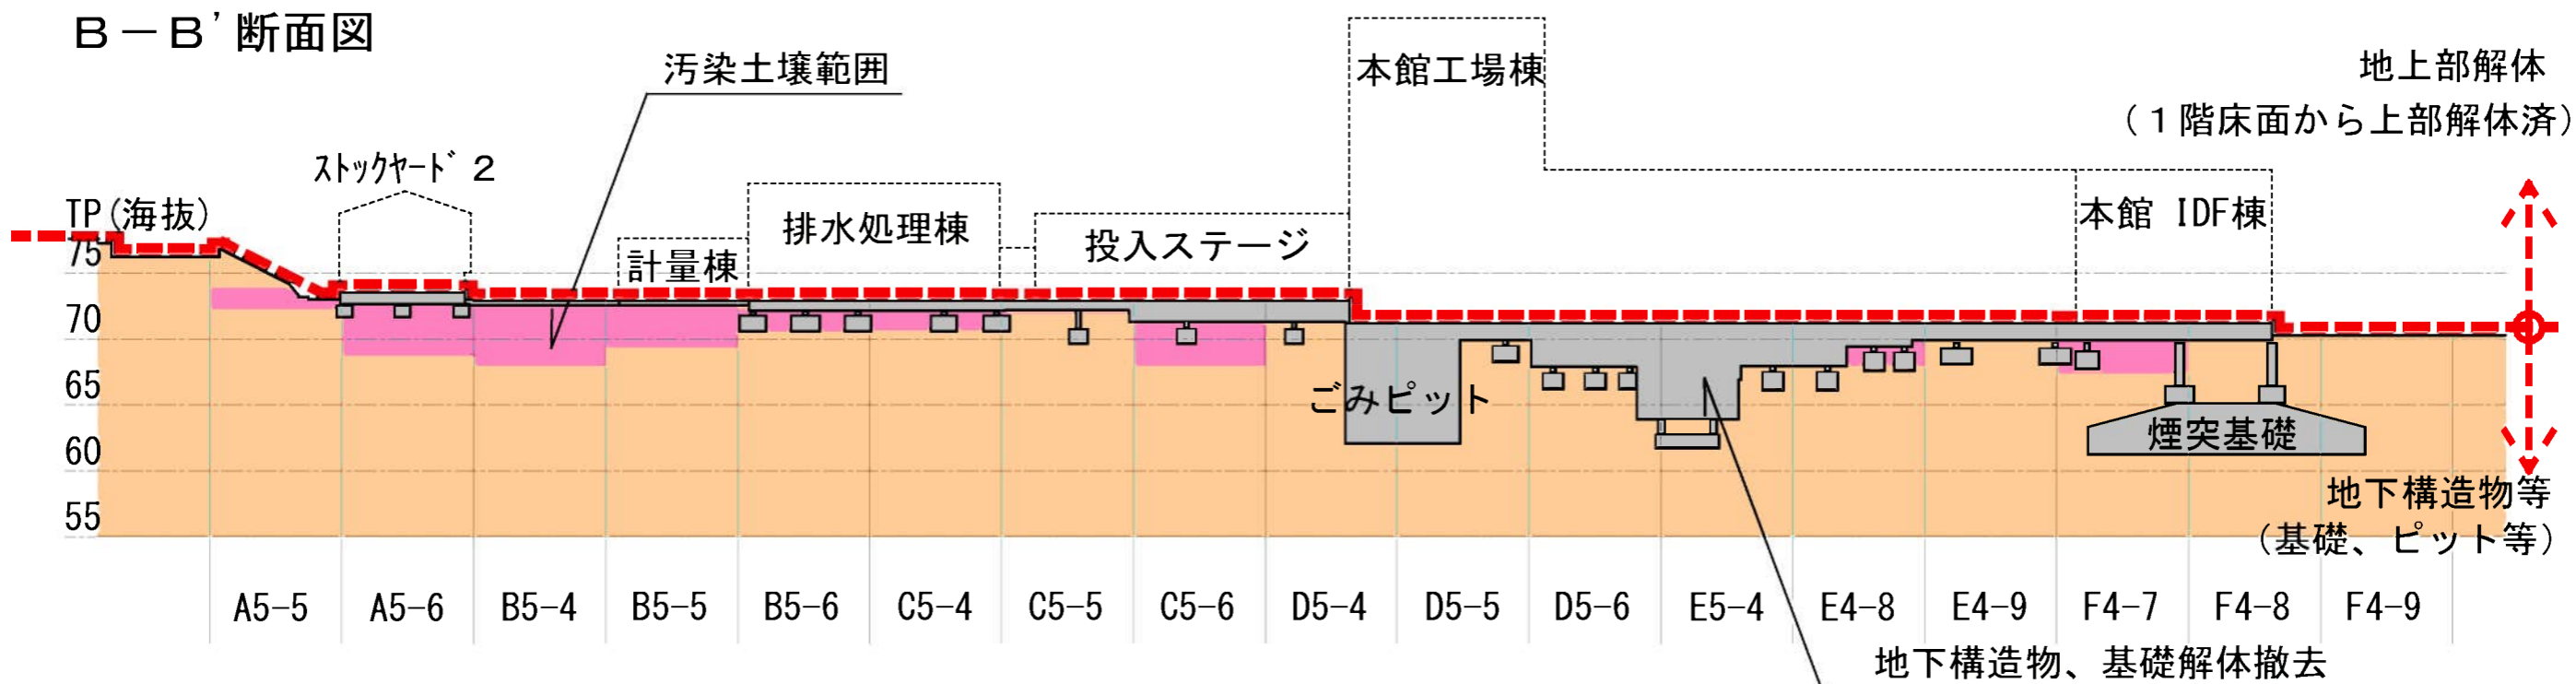 B-B'断面図
汚染土壌範囲
本館工場棟
地上部解体
(1階床面から上部解体済)
ｽﾄｯｸﾔｰﾄﾞ2
TP(海抜)
計量棟
排水処理棟
投入ステージ
本館 IDF棟
75
70
65
60
55
ごみピット
煙突基礎
地下構造物等
(基礎、ピット等)
A5-5 A5-6 B5-4 B5-5 B5-6 C5-4 C5-5 C5-6 D5-4 D5-5 D5-6 E5-4 E4-8 E4-9 F4-7 F4-8 F4-9
地下構造物、基礎解体撤去